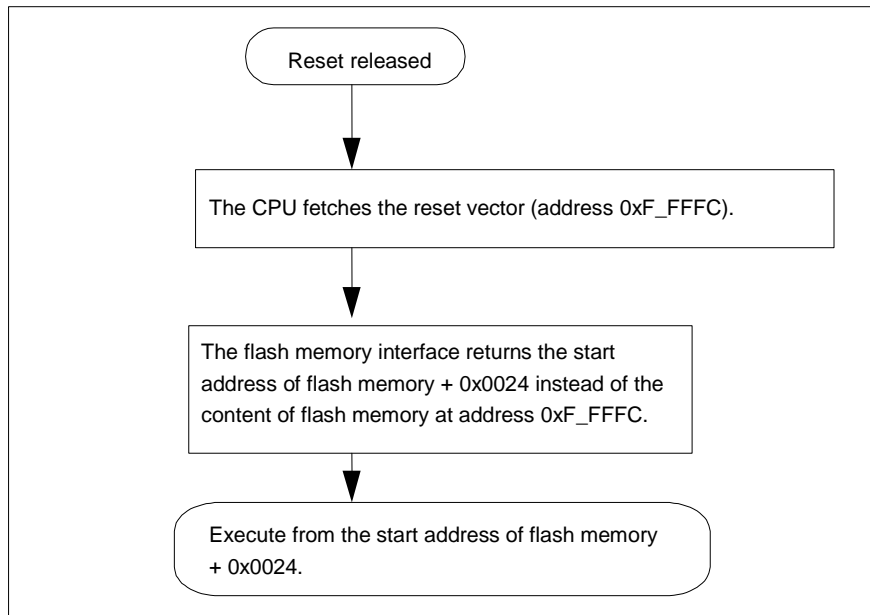 Reset released
The CPU fetches the reset vector (address 0xF_FFFC).
The flash memory interface returns the start
address of flash memory + 0x0024 instead of the
content of flash memory at address 0xF_FFFC.
Execute from the start address of flash memory
+ 0x0024.